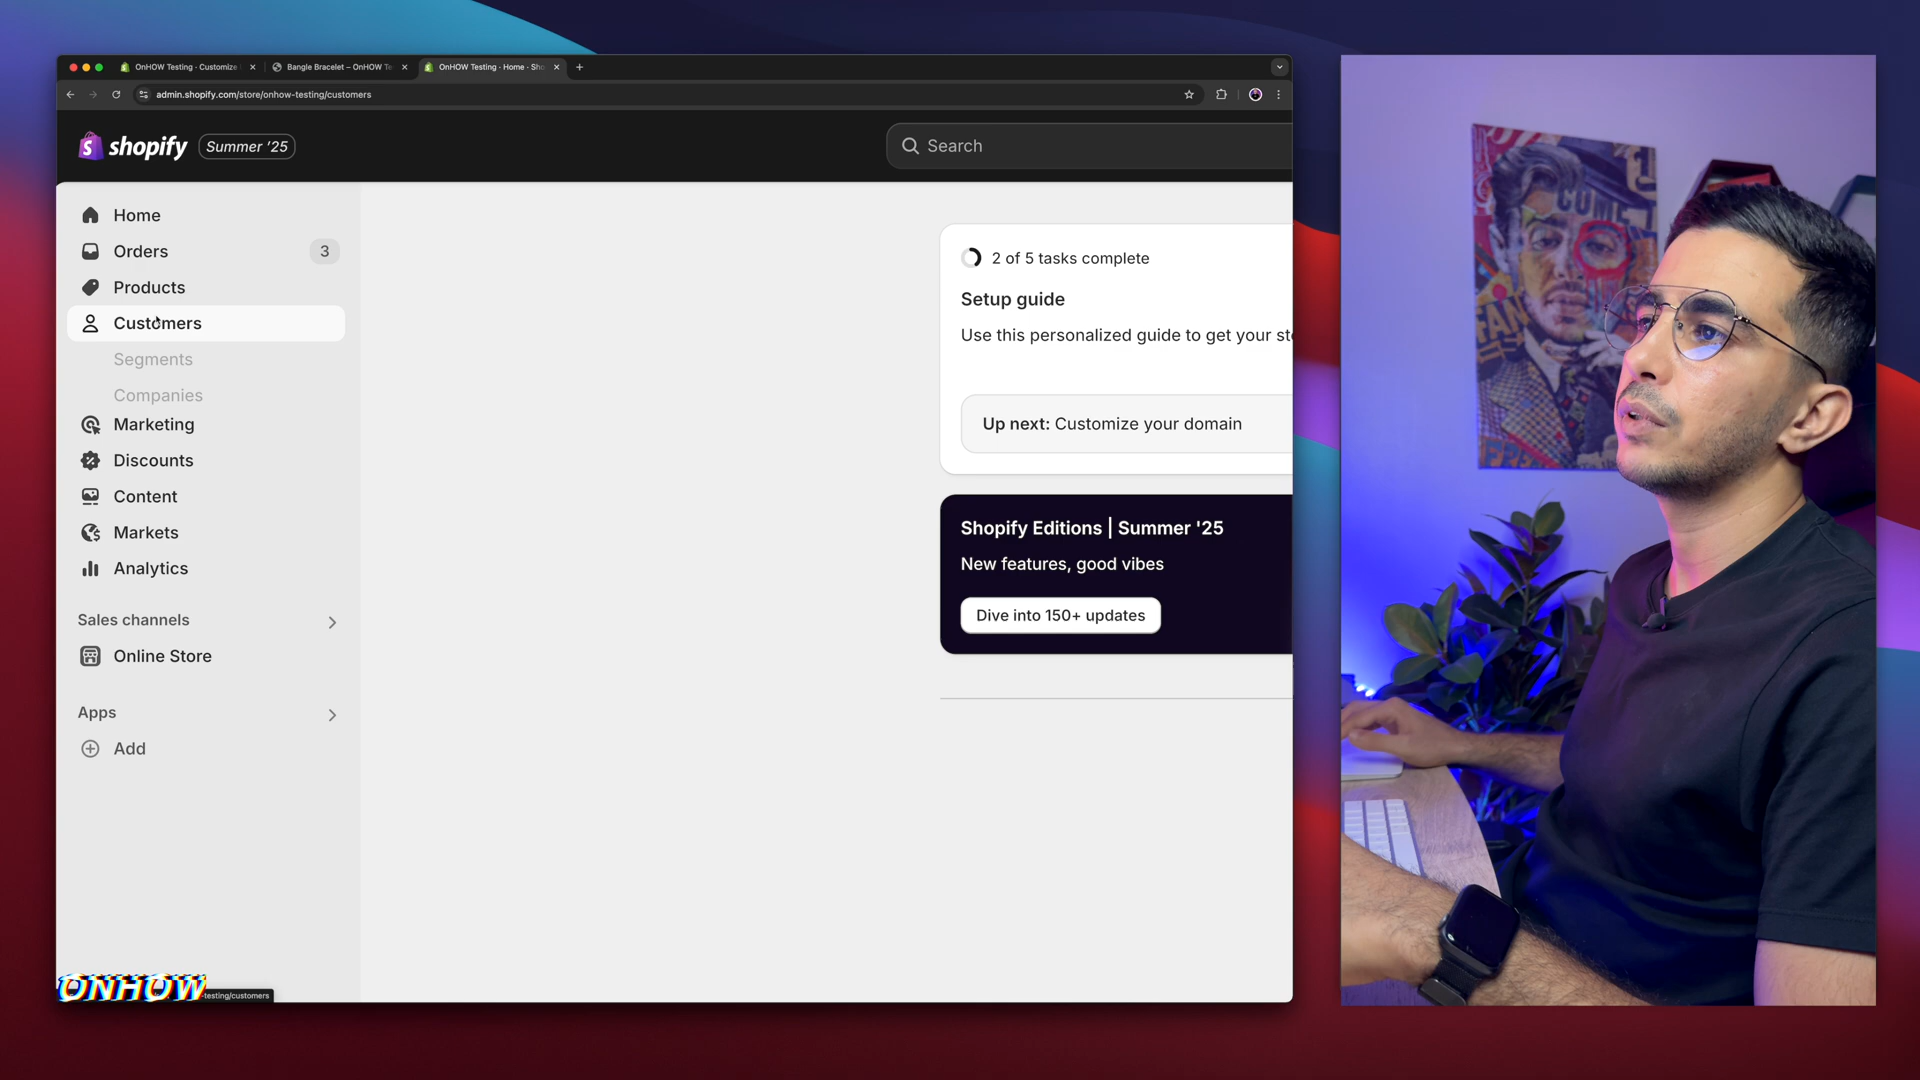 OnHOW Testing - Customize
Bangle Bracelet – OnHOW Te
OnHOW Testing - Home - Sho
admin.shopify.com/store/onhow-testing/customers
shopify
Summer '25
Search
Home
Orders
3
Products
Customers
Segments
Companies
Marketing
Discounts
Content
Markets
Analytics
Sales channels
Online Store
Apps
Add
2 of 5 tasks complete
Setup guide
Use this personalized guide to get your st
Up next: Customize your domain
Shopify Editions | Summer '25
New features, good vibes
Dive into 150+ updates
COME
FAN
ONHOW
-testing/customers